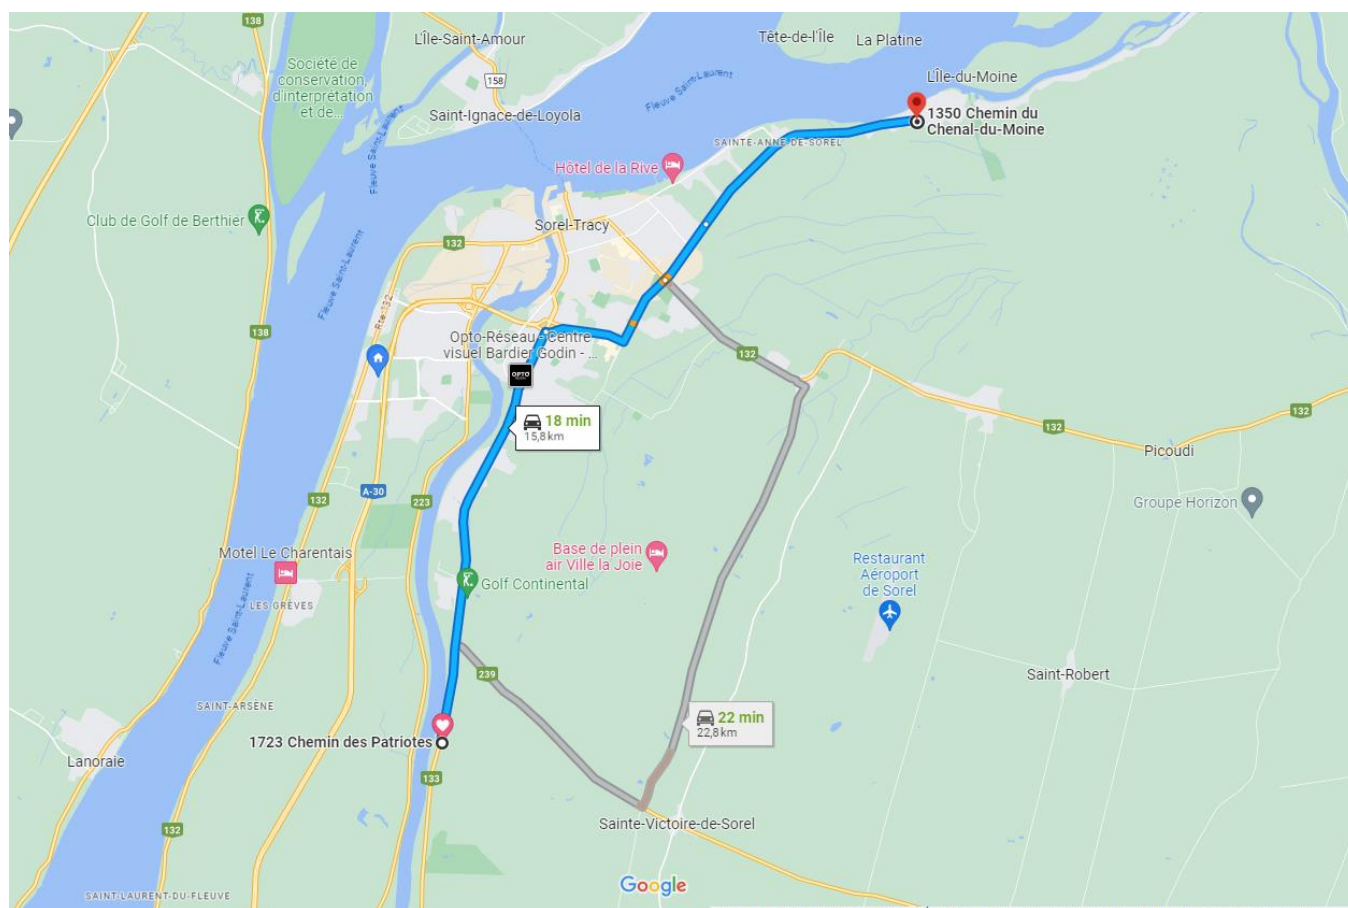 138
L'Île-Saint-Amour
Tête-de-l'Île
La Platine
Société de
conservation,
d'interprétation
et de...
158
Fleuve Saint-Laurent
L'Île-du-Moine
Saint-Ignace-de-Loyola
1350 Chemin du
Chenal-du-Moine
SAINTE-ANNE-DE-SOREL
Fleuve Saint-Laurent
Fleuve Saint-Laurent
Hôtel de la Rive
Club de Golf de Berthier
Sorel-Tracy
132
Fleuve Saint-Laurent
Rte-132
138
Opto-Réseau - Centre
visuel Bardier Godin - ...
OPTO
132
18 min
15,8 km
132
132
Picoudi
A-30
132
223
Groupe Horizon
Motel Le Charentais
Base de plein
air Ville la Joie
Restaurant
Aéroport
de Sorel
Golf Continental
LES GRÈVES
Fleuve Saint-Laurent
239
Saint-Robert
SAINT-ARSÈNE
22 min
22,8 km
1723 Chemin des Patriotes
Lanoraie
133
132
Sainte-Victoire-de-Sorel
Google
SAINT-LAURENT-DU-FLEUVE